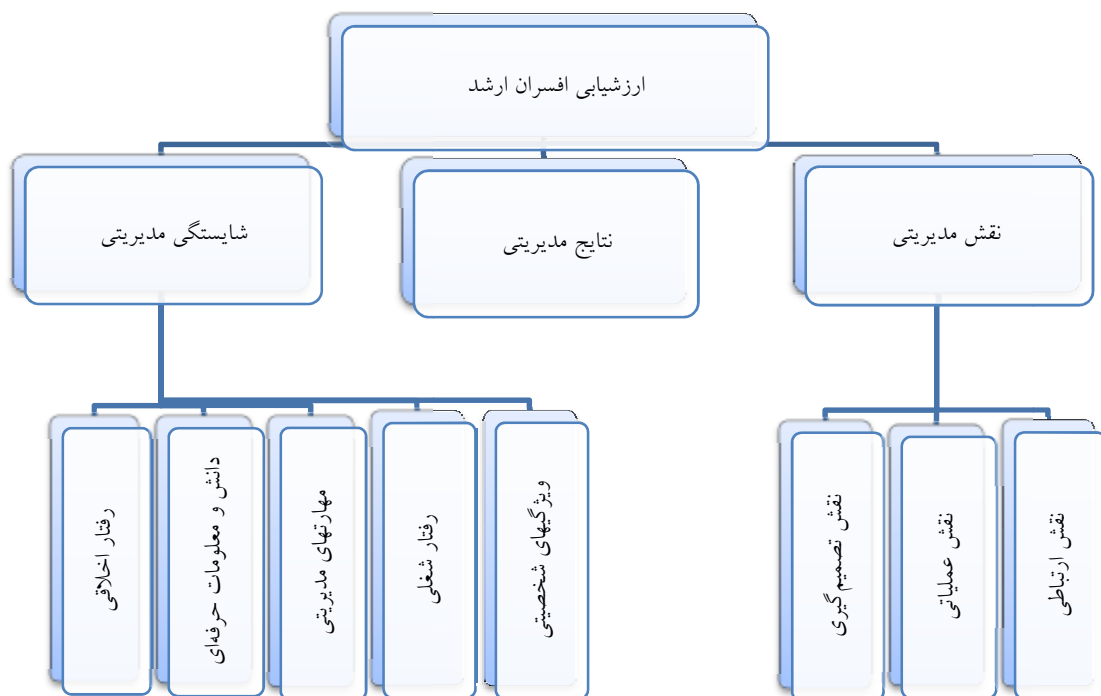 ارزشیابی افسران ارشد
نقش مدیریتی
نتایج مدیریتی
شایستگی مدیریتی
نقش ارتباطی
نقش عملیاتی
نقش تصمیم‌گیری
ویژگیهای شخصیتی
رفتار شغلی
مهارتهای مدیریتی
دانش و معلومات حرفه‌ای
رفتار اخلاقی